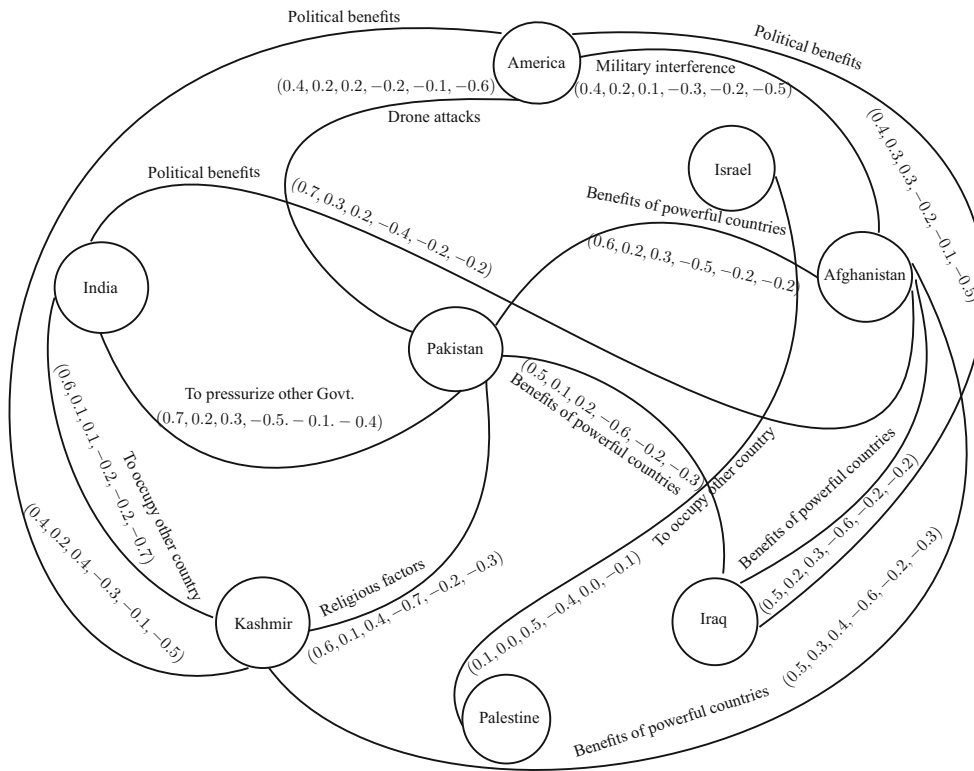 Political benefits
America
Political benefits
Military interference
(0.4, 0.2, 0.2, −0.2, −0.1, −0.6)
(0.4, 0.2, 0.1, −0.3, −0.2, −0.5)
Drone attacks
(0.4, 0.3, 0.3, −0.2, −0.1, −0.5)
Israel
Political benefits
(0.7, 0.3, 0.2, −0.4, −0.2, −0.2)
Benefits of powerful countries
(0.6, 0.2, 0.3, −0.5, −0.2, −0.2)
India
Afghanistan
Pakistan
To pressurize other Govt.
(0.7, 0.2, 0.3, −0.5. − 0.1. − 0.4)
(0.5, 0.1, 0.2, −0.6, −0.2, −0.3)
Benefits of powerful countries
(0.6, 0.1, 0.1, −0.2, −0.2, −0.7)
To occupy other country
To occupy other country
Benefits of powerful countries
(0.5, 0.2, 0.3, −0.6, −0.2, −0.2)
(0.4, 0.2, 0.4, −0.3, −0.1, −0.5)
Kashmir
Religious factors
(0.6, 0.1, 0.4, −0.7, −0.2, −0.3)
(0.1, 0.0, 0.5, −0.4, 0.0, −0.1)
Iraq
(0.5, 0.3, 0.4, −0.6, −0.2, −0.3)
Palestine
Benefits of powerful countries